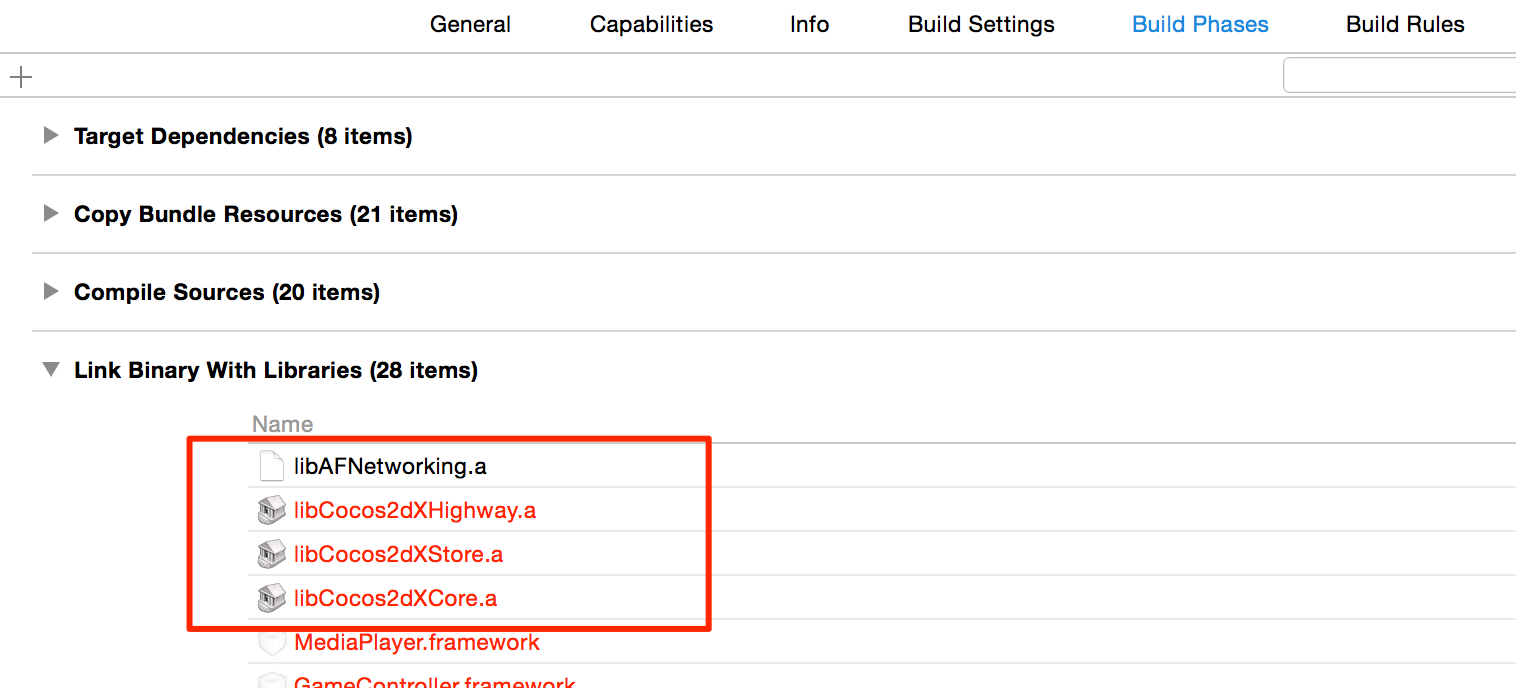 General Capabilities Info Build Settings Build Phases Build Rules
Target Dependencies (8 items)
Copy Bundle Resources (21 items)
Compile Sources (20 items)
Link Binary With Libraries (28 items)
Name
libAFNetworking.a
libCocos2dXHighway.a
libCocos2dXStore.a
libCocos2dXCore.a
MediaPlayer.framework
GameController.framework